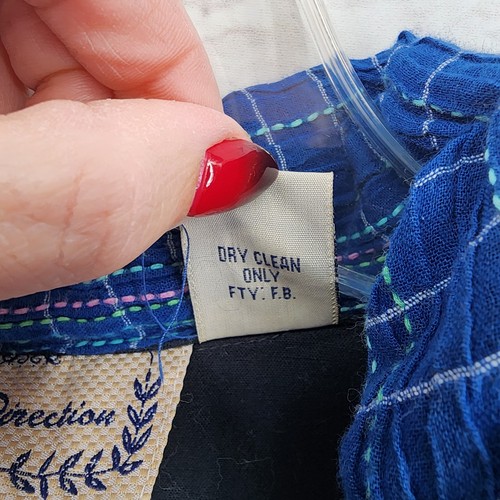 DRY CLEAN
ONLY
FTY: F.B.
Direction